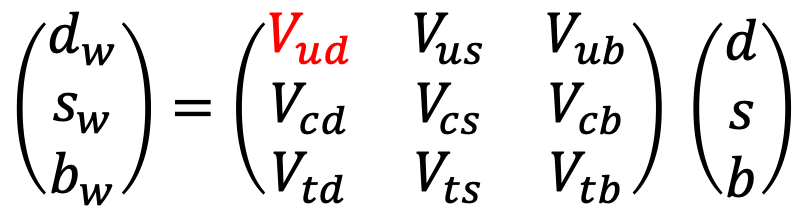 (d_w) = (V_ud V_us V_ub) (d)
(s_w) (V_cd V_cs V_cb) (s)
(b_w) (V_td V_ts V_tb) (b)